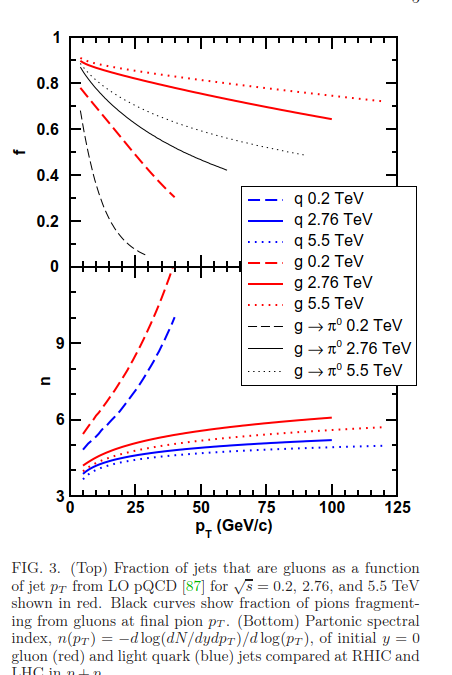 1
0.8
0.6
f
0.4
0.2
0
q 0.2 TeV
q 2.76 TeV
q 5.5 TeV
g 0.2 TeV
g 2.76 TeV
g 5.5 TeV
g → π⁰ 0.2 TeV
g → π⁰ 2.76 TeV
g → π⁰ 5.5 TeV
9
n
6
3
0 25 50 75 100 125
p_T (GeV/c)
FIG. 3. (Top) Fraction of jets that are gluons as a function
of jet p_T from LO pQCD [87] for √s = 0.2, 2.76, and 5.5 TeV
shown in red. Black curves show fraction of pions fragment-
ing from gluons at final pion p_T. (Bottom) Partonic spectral
index, n(p_T) = −d log(dN/dydp_T)/d log(p_T), of initial y = 0
gluon (red) and light quark (blue) jets compared at RHIC and
LHC in